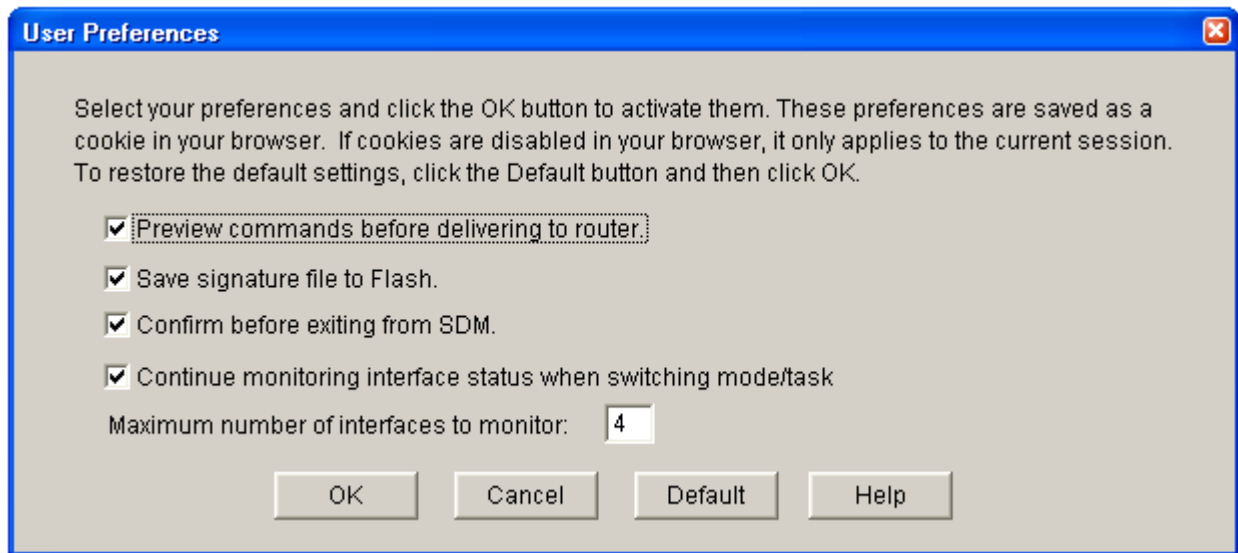 User Preferences
Select your preferences and click the OK button to activate them. These preferences are saved as a
cookie in your browser.  If cookies are disabled in your browser, it only applies to the current session.
To restore the default settings, click the Default button and then click OK.
Preview commands before delivering to router.
Save signature file to Flash.
Confirm before exiting from SDM.
Continue monitoring interface status when switching mode/task
Maximum number of interfaces to monitor: 4
OK Cancel Default Help